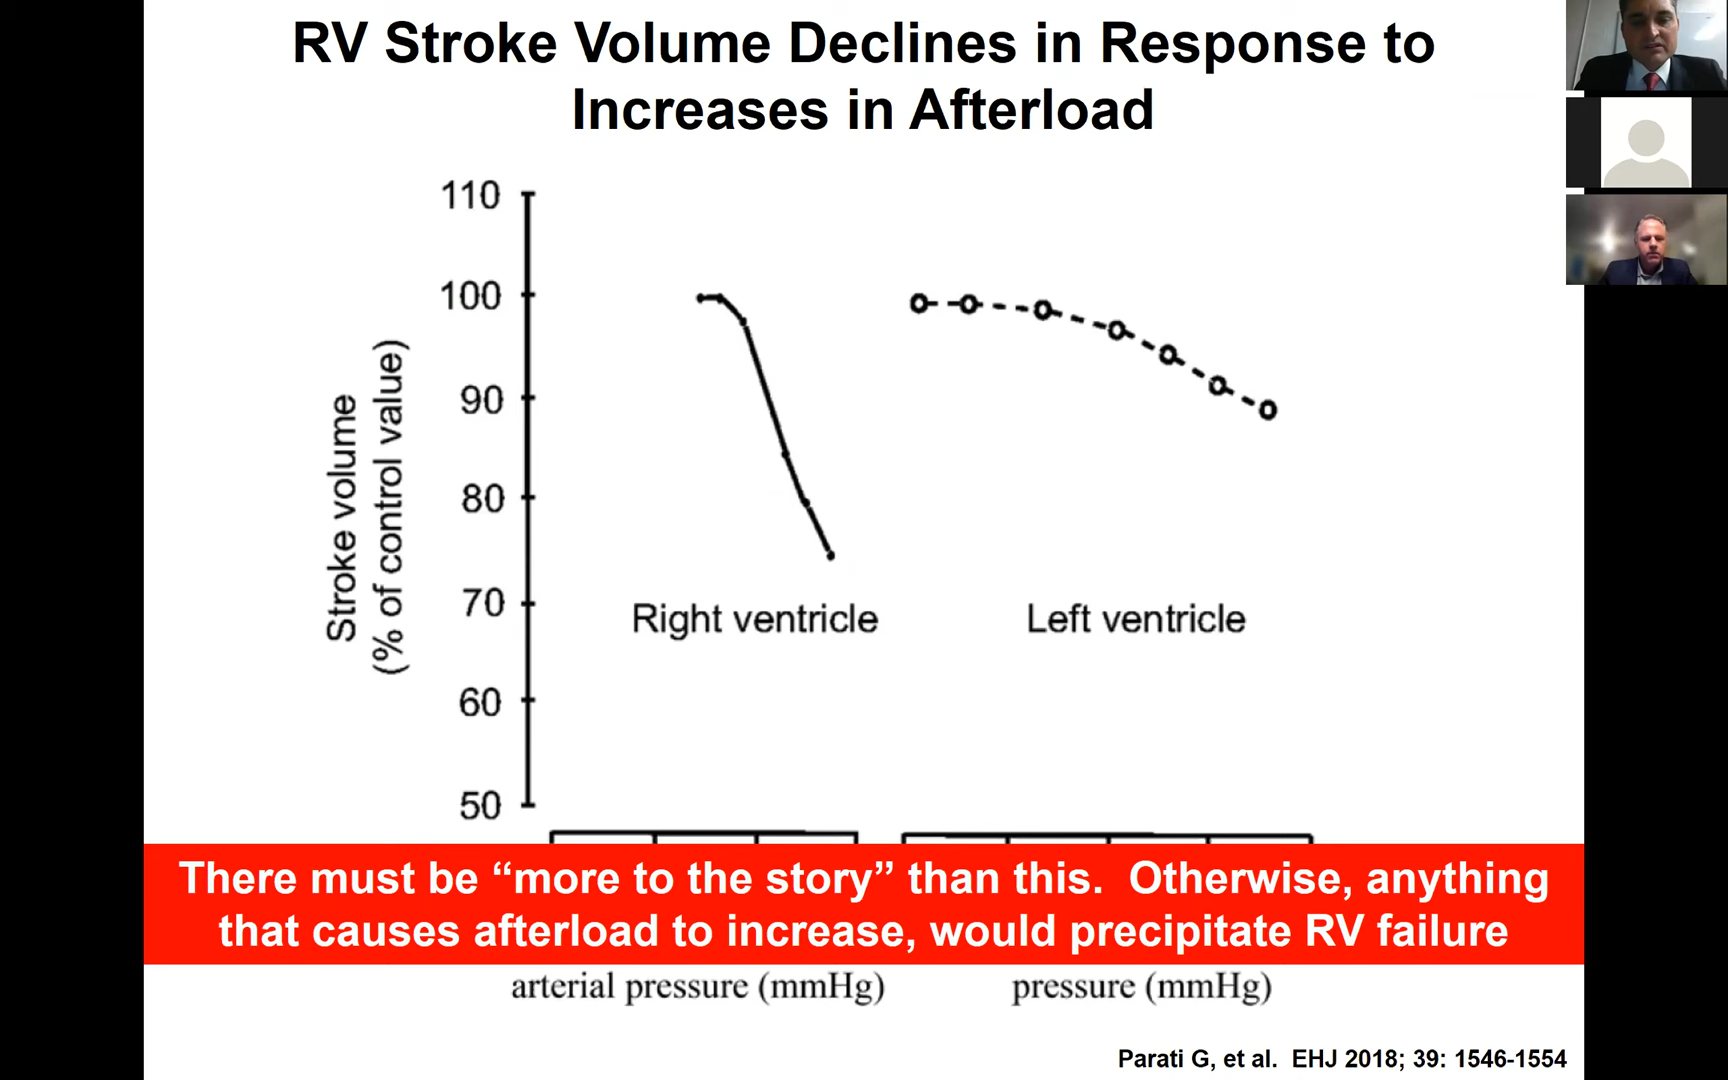 RV Stroke Volume Declines in Response to
Increases in Afterload
110
100
90
80
70
60
50
Stroke volume
(% of control value)
Right ventricle
Left ventricle
There must be “more to the story” than this.  Otherwise, anything
that causes afterload to increase, would precipitate RV failure
arterial pressure (mmHg)
pressure (mmHg)
Parati G, et al.  EHJ 2018; 39: 1546-1554